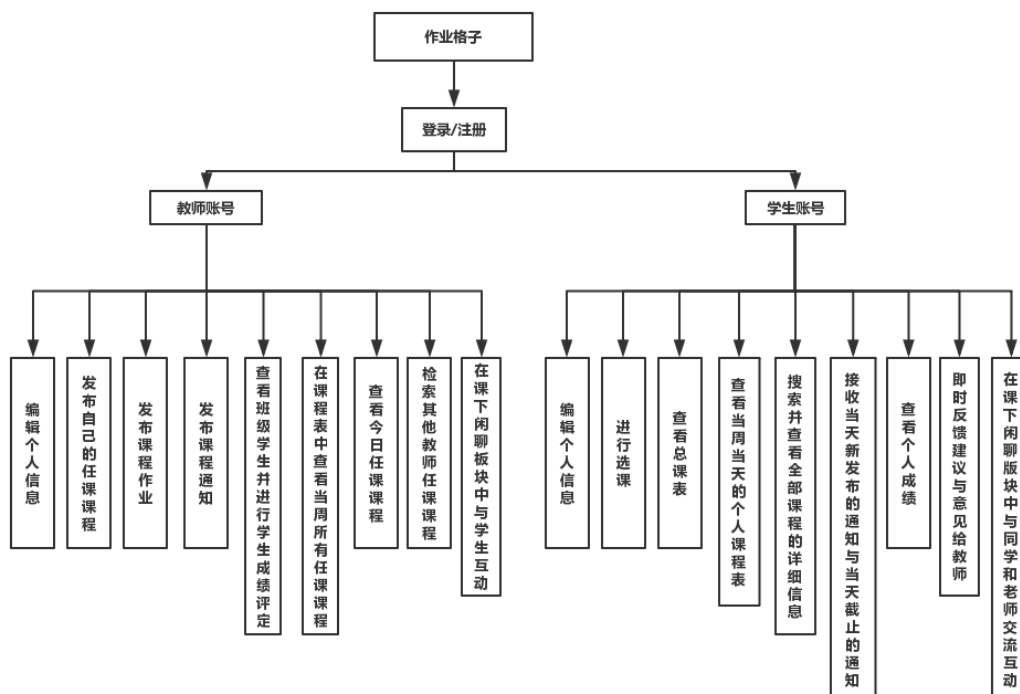 作业格子
登录/注册
教师账号
学生账号
编辑个人信息
发布自己的任课课程
发布课程作业
发布课程通知
查看班级学生并进行学生成绩评定
在课程表中查看当周所有任课课程
查看今日任课课程
检索其他教师任课课程
在课下闲聊板块中与学生互动
编辑个人信息
进行选课
查看总课表
查看当周当天的个人课程表
搜索并查看全部课程的详细信息
接收当天新发布的通知与当天截止的通知
查看个人成绩
即时反馈建议与意见给教师
在课下闲聊版块中与同学和老师交流互动